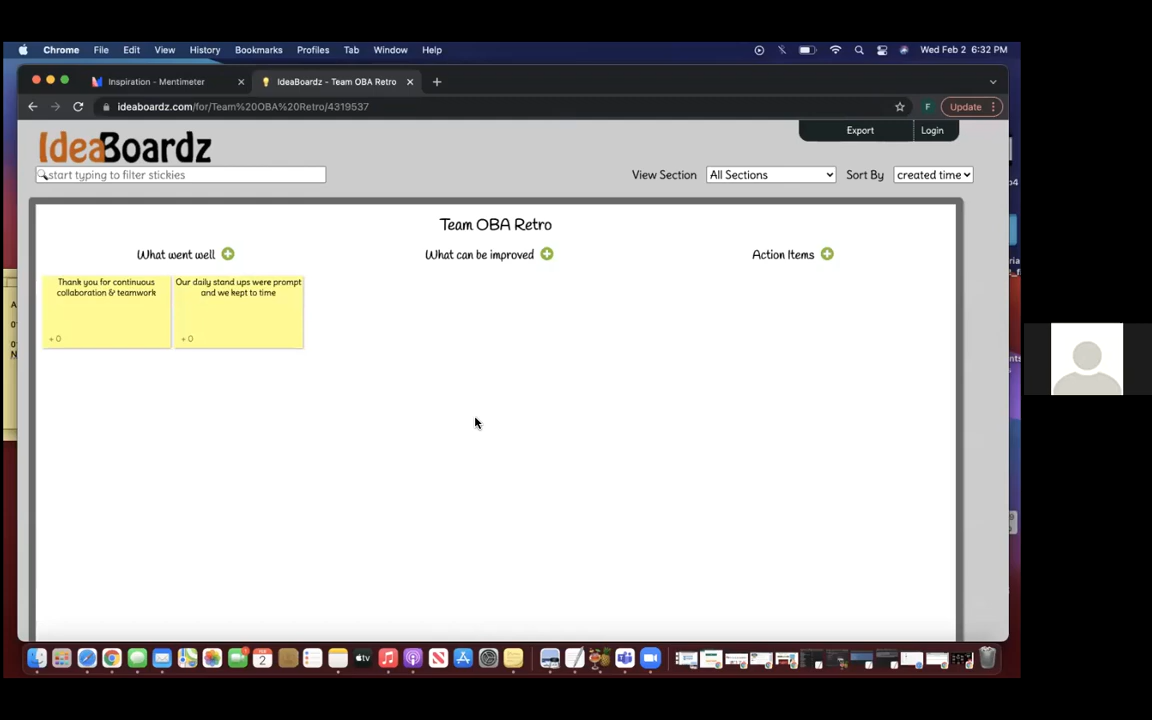 Chrome File Edit View History Bookmarks Profiles Tab Window Help Wed Feb 2 6:32 PM
Inspiration - Mentimeter IdeaBoardz - Team OBA Retro
ideaboardz.com/for/Team%20OBA%20Retro/4319537 F Update
Export Login
IdeaBoardz
start typing to filter stickies View Section All Sections Sort By created time
Team OBA Retro
What went well What can be improved Action Items
Thank you for continuous
collaboration & teamwork
+ 0
Our daily stand ups were prompt
and we kept to time
+ 0
FEB
2
tv